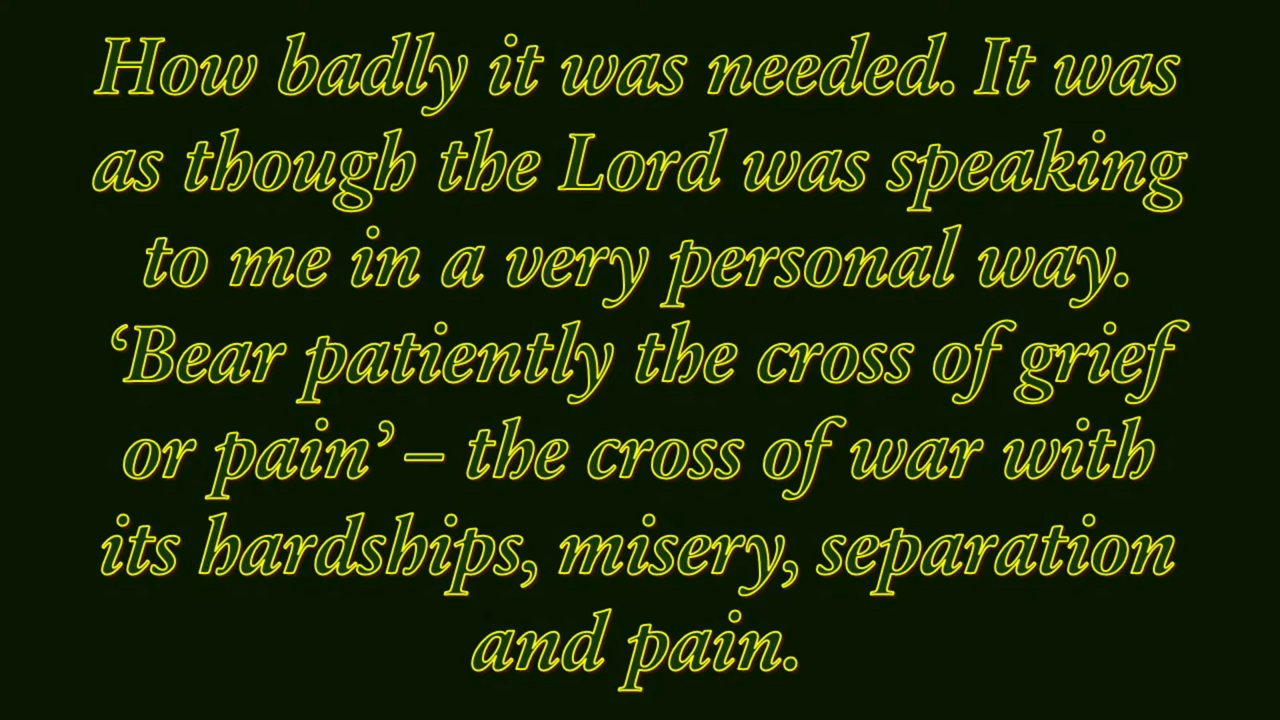 How badly it was needed. It was
as though the Lord was speaking
to me in a very personal way.
‘Bear patiently the cross of grief
or pain’ – the cross of war with
its hardships, misery, separation
and pain.